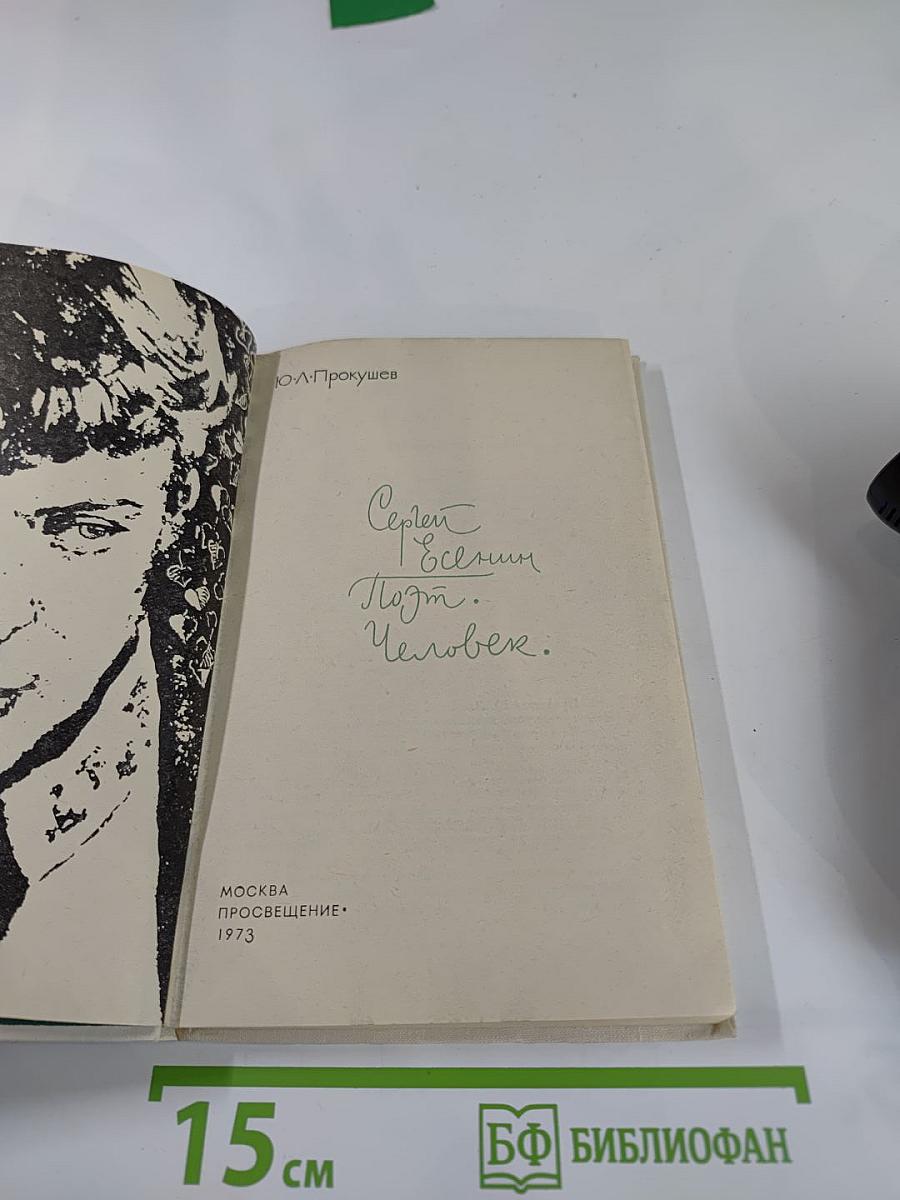 Ю·Л·Прокушев
Сергей
Есенин
Поэт.
Человек.
МОСКВА
ПРОСВЕЩЕНИЕ•
1973
15 см
БФ БИБЛИОФАН